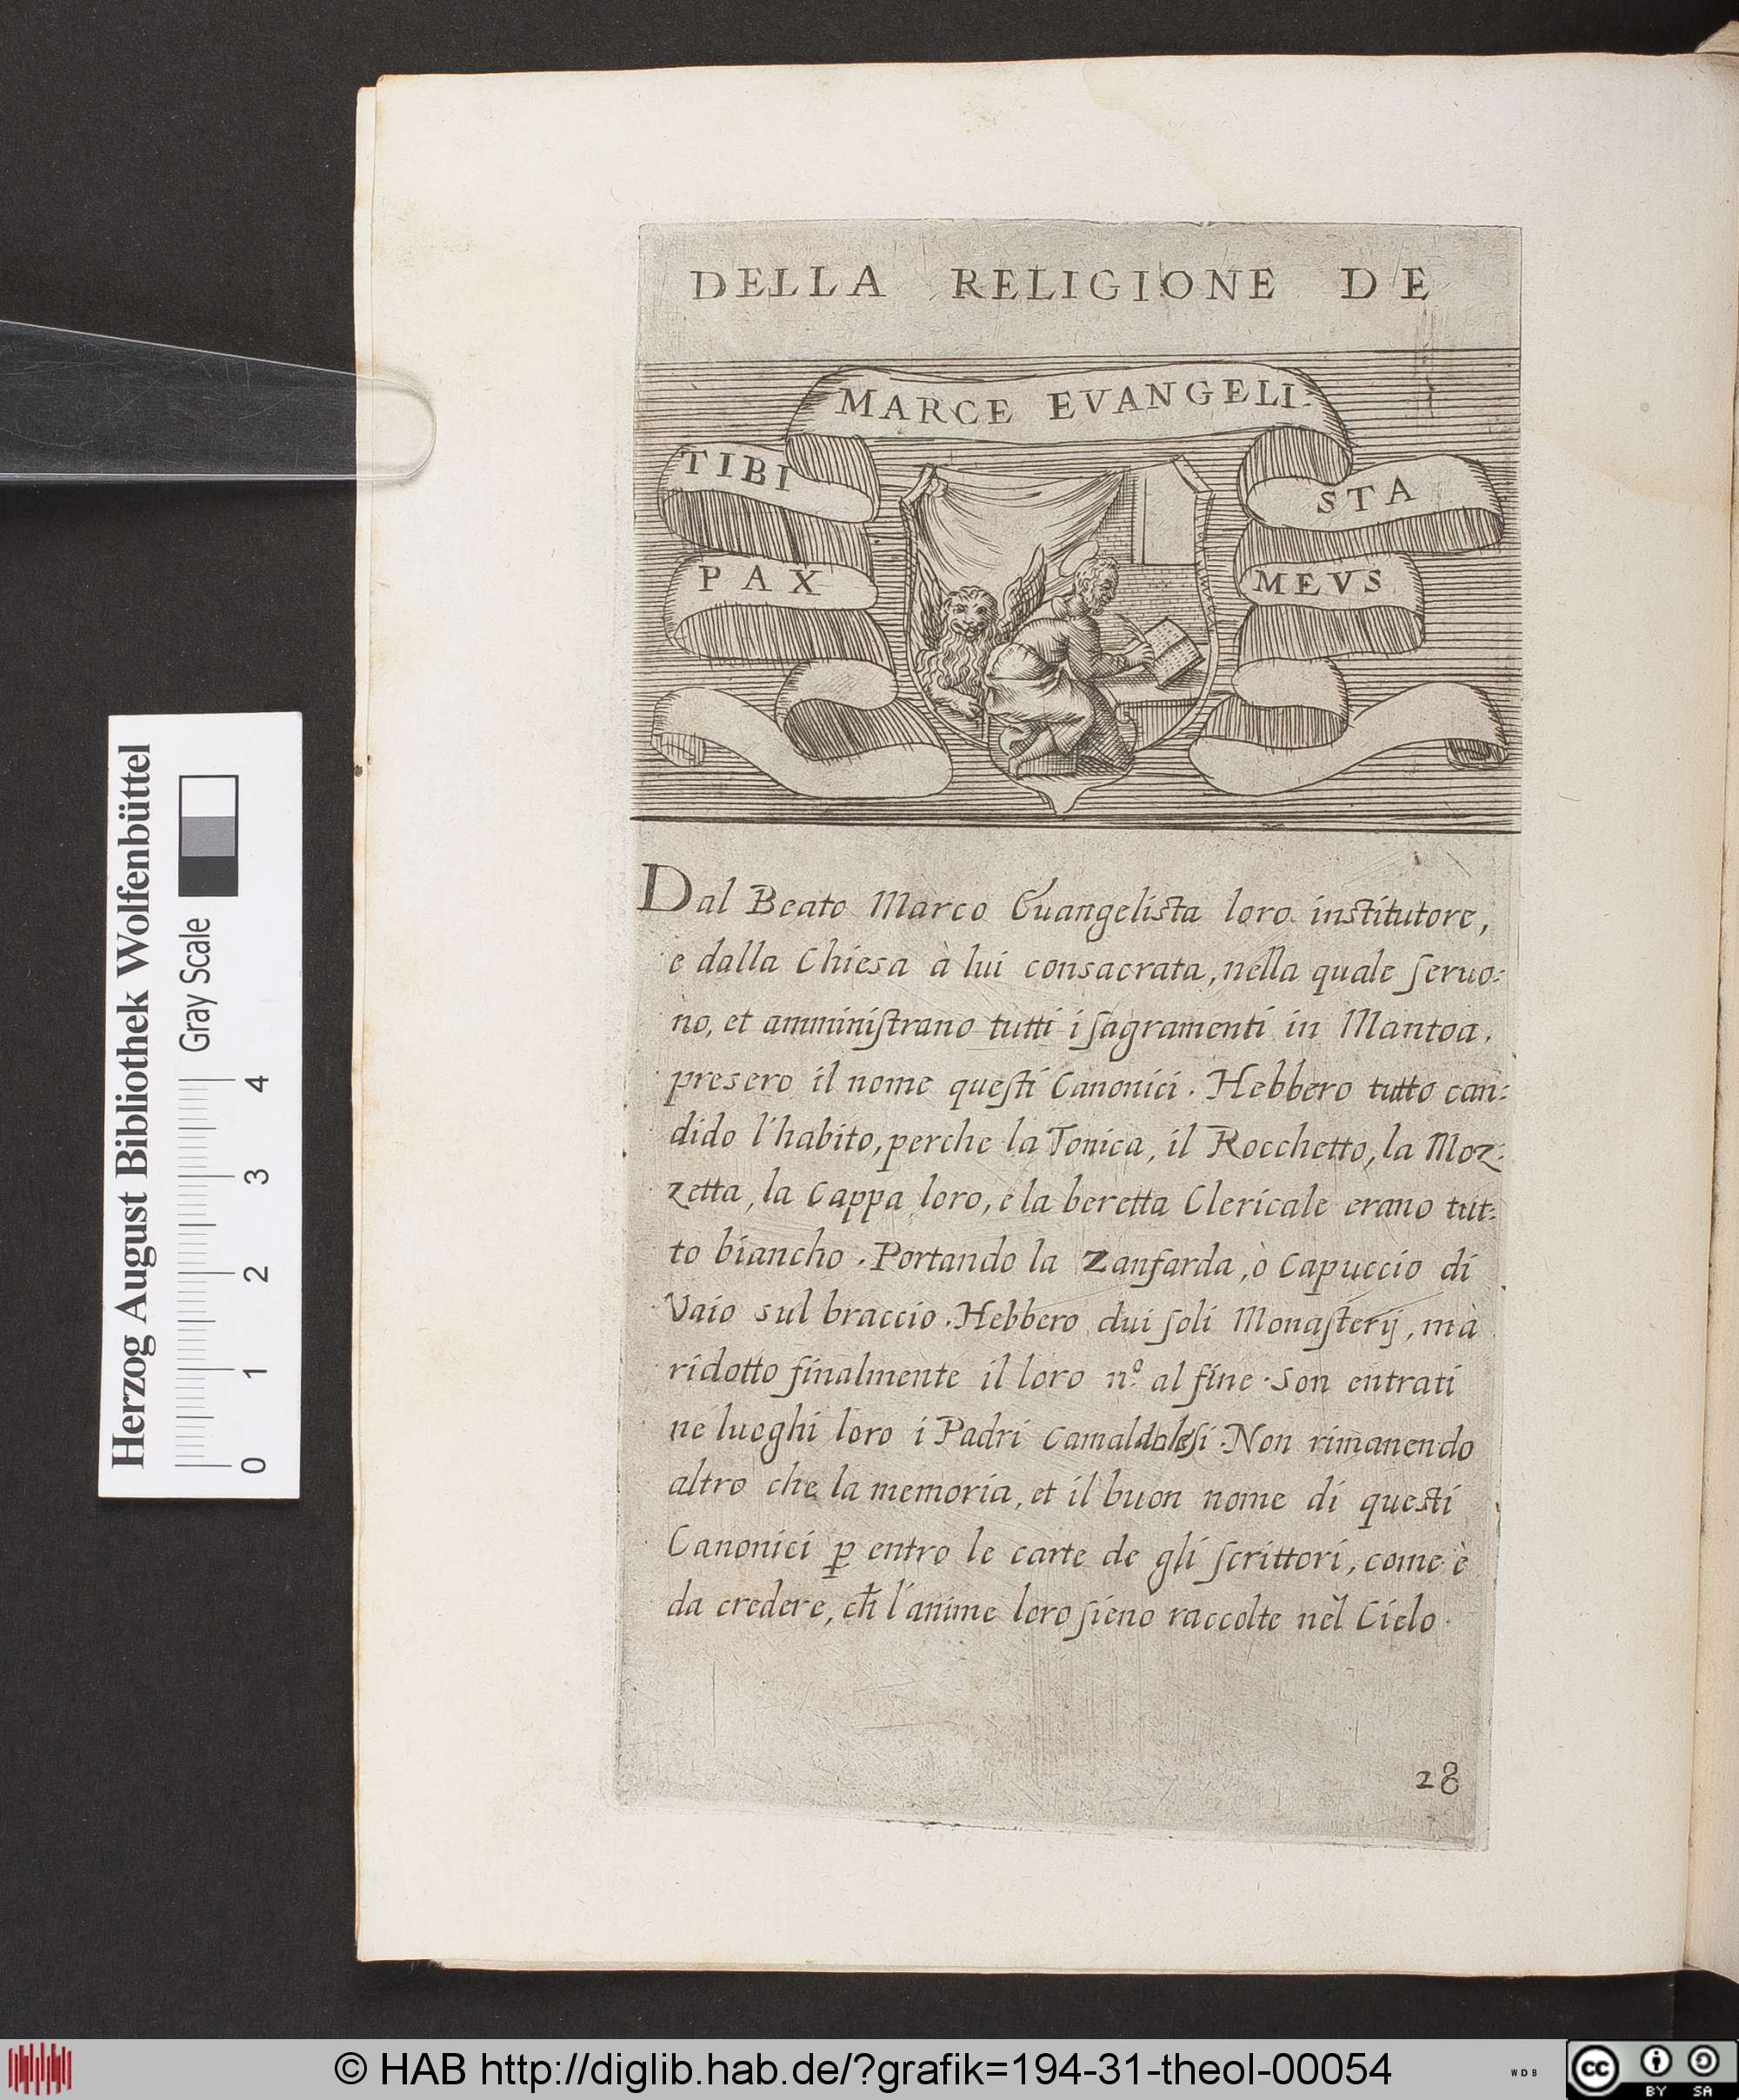 DELLA RELIGIONE DE
MARCE EVANGELI-
TIBI
STA
PAX
MEVS
Dal Beato Marco Euangelista loro institutore,
e dalla Chiesa à lui consacrata, nella quale ſeruo:
no, et amminiſtrano tutti i ſagramenti in Mantoa,
presero il nome queſti Canonici. Hebbero tutto can:
dido l'habito, perche la Tonica, il Rocchetto, la Moz:
zetta, la Cappa loro, e la beretta Clericale erano tut:
to biancho. Portando la Zanfarda, ò Capuccio di
Vaio sul braccio. Hebbero dui ſoli Monaſterij, mà
ridotto finalmente il loro nº. al fine. Son entrati
ne luoghi loro i Padri Camaldoleſi. Non rimanendo
altro che la memoria, et il buon nome di questi
Canonici ꝑ entro le carte de gli ſcrittori, come è
da credere, ch̄ l'anime loro ſieno raccolte nel Cielo.
28
Herzog August Bibliothek Wolfenbüttel
Gray Scale
0 1 2 3 4
© HAB http://diglib.hab.de/?grafik=194-31-theol-00054
WDB
cc BY SA